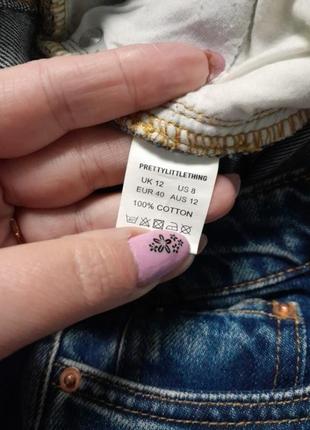 PRETTYLITTLETHING
UK 12 US 8
EUR 40 AUS 12
100% COTTON